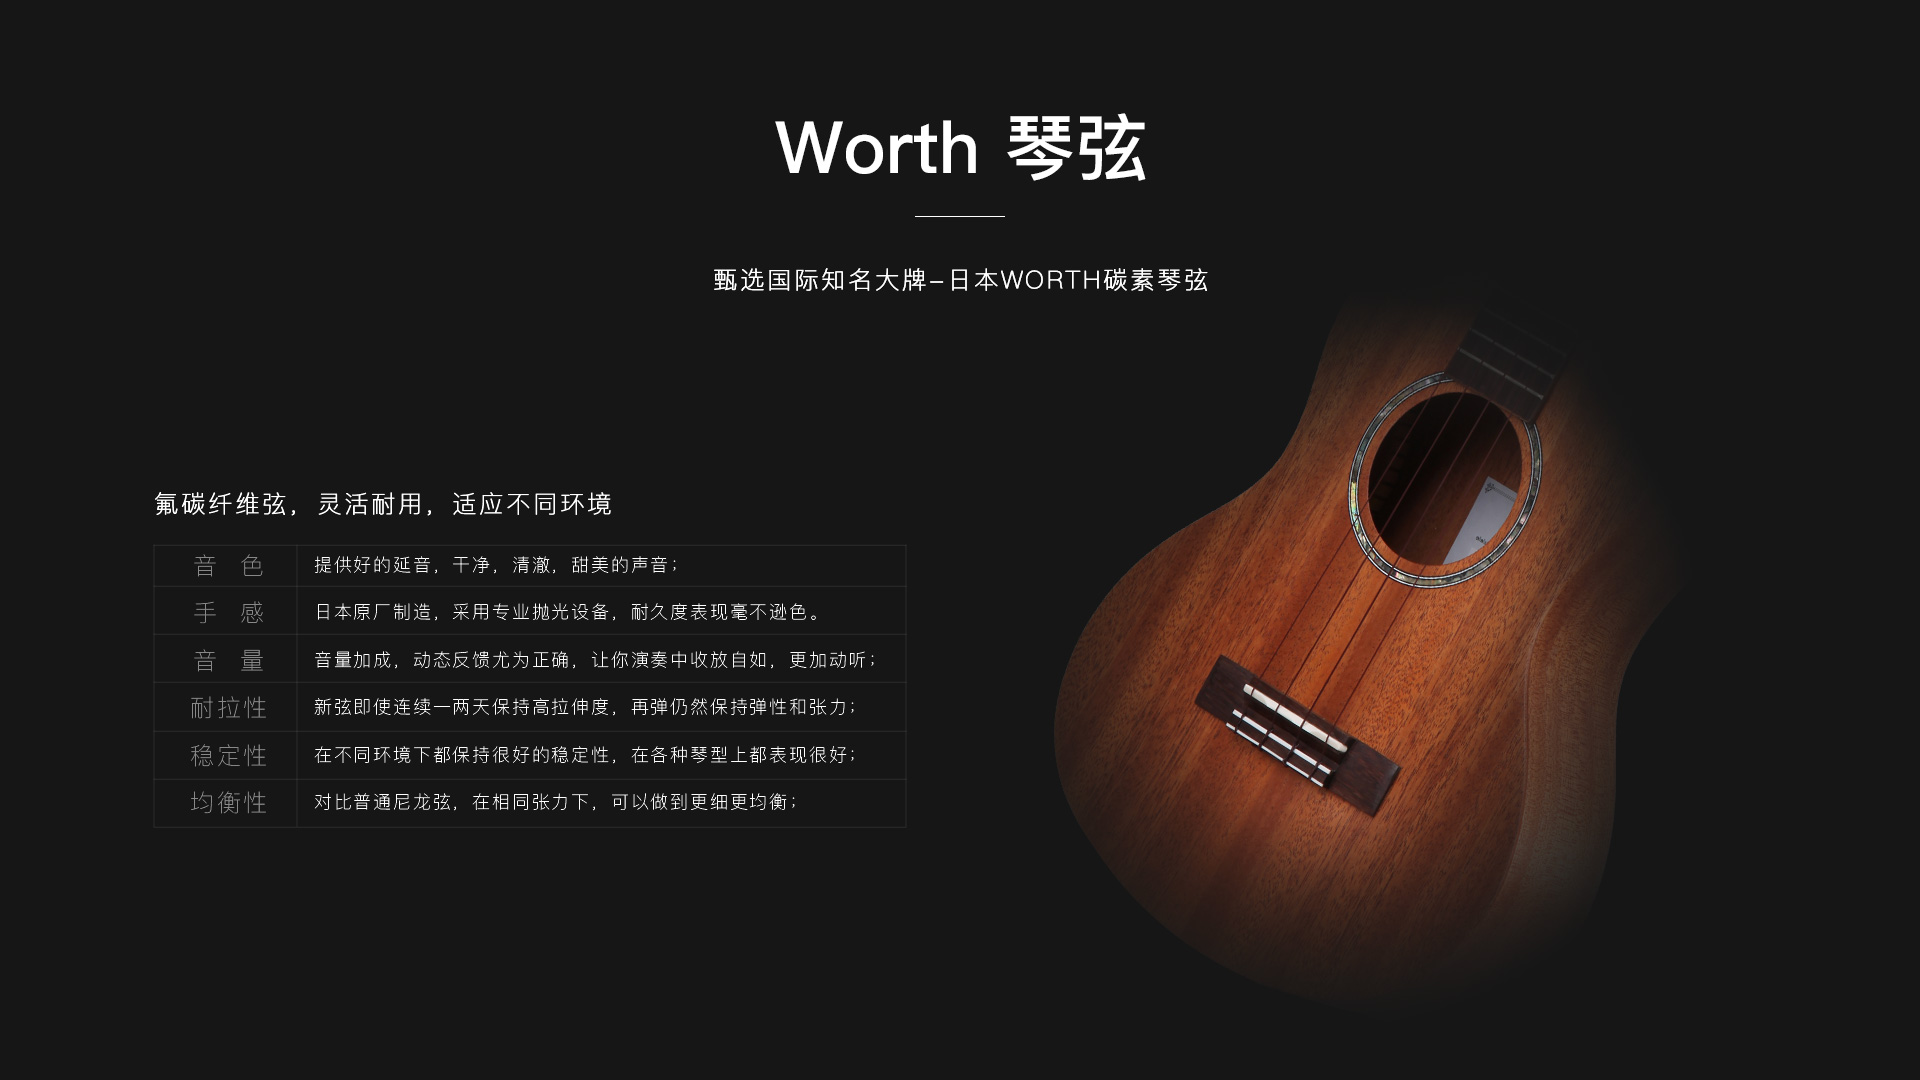 Worth 琴弦
甄选国际知名大牌–日本WORTH碳素琴弦
氟碳纤维弦，灵活耐用，适应不同环境
音 色 提供好的延音，干净，清澈，甜美的声音；
手 感 日本原厂制造，采用专业抛光设备，耐久度表现毫不逊色。
音 量 音量加成，动态反馈尤为正确，让你演奏中收放自如，更加动听；
耐拉性 新弦即使连续一两天保持高拉伸度，再弹仍然保持弹性和张力；
稳定性 在不同环境下都保持很好的稳定性，在各种琴型上都表现很好；
均衡性 对比普通尼龙弦，在相同张力下，可以做到更细更均衡；